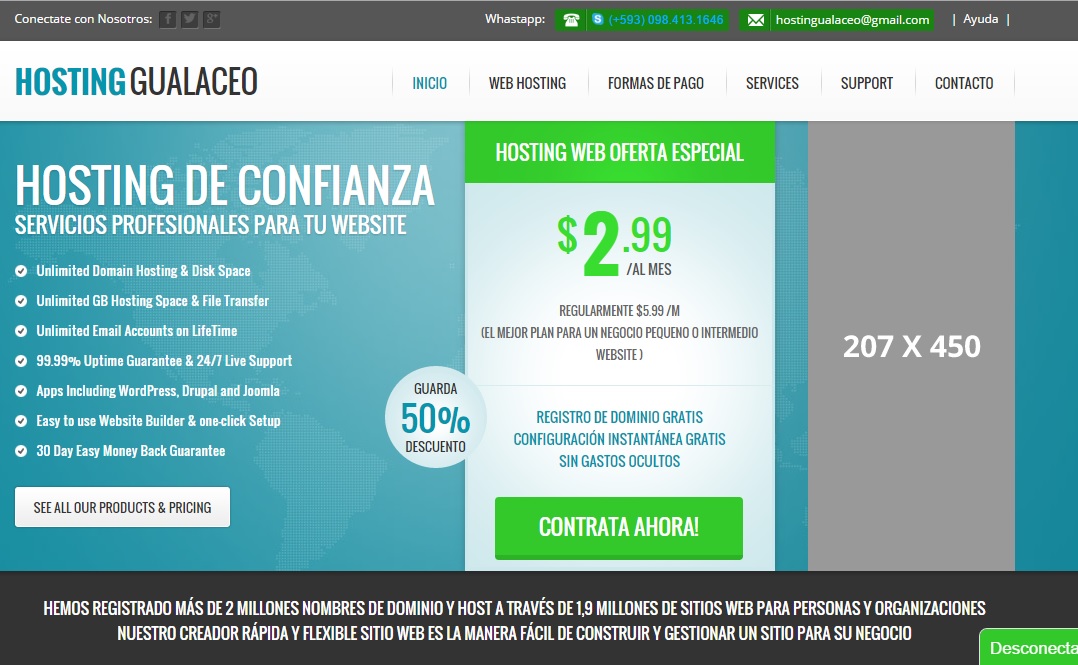 Conectate con Nosotros:
Whastapp: (+593) 098.413.1646 hostingualaceo@gmail.com | Ayuda |
HOSTING GUALACEO
INICIO WEB HOSTING FORMAS DE PAGO SERVICES SUPPORT CONTACTO
HOSTING DE CONFIANZA
SERVICIOS PROFESIONALES PARA TU WEBSITE
Unlimited Domain Hosting & Disk Space
Unlimited GB Hosting Space & File Transfer
Unlimited Email Accounts on LifeTime
99.99% Uptime Guarantee & 24/7 Live Support
Apps Including WordPress, Drupal and Joomla
Easy to use Website Builder & one-click Setup
30 Day Easy Money Back Guarantee
SEE ALL OUR PRODUCTS & PRICING
GUARDA
50%
DESCUENTO
HOSTING WEB OFERTA ESPECIAL
$2.99
/AL MES
REGULARMENTE $5.99 /M
(EL MEJOR PLAN PARA UN NEGOCIO PEQUENO O INTERMEDIO
WEBSITE )
REGISTRO DE DOMINIO GRATIS
CONFIGURACIÓN INSTANTÁNEA GRATIS
SIN GASTOS OCULTOS
CONTRATA AHORA!
207 X 450
HEMOS REGISTRADO MÁS DE 2 MILLONES NOMBRES DE DOMINIO Y HOST A TRAVÉS DE 1,9 MILLONES DE SITIOS WEB PARA PERSONAS Y ORGANIZACIONES
NUESTRO CREADOR RÁPIDA Y FLEXIBLE SITIO WEB ES LA MANERA FÁCIL DE CONSTRUIR Y GESTIONAR UN SITIO PARA SU NEGOCIO
Desconecta